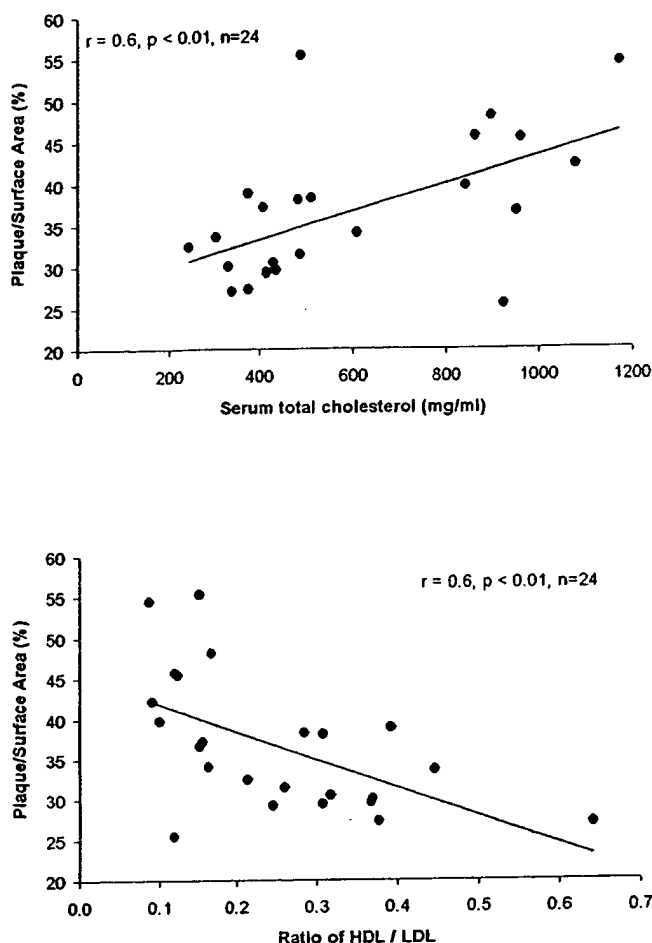 60
r = 0.6, p < 0.01, n=24
55
50
45
40
35
30
25
20
Plaque/Surface Area (%)
0 200 400 600 800 1000 1200
Serum total cholesterol (mg/ml)
60
r = 0.6, p < 0.01, n=24
55
50
45
40
35
30
25
20
Plaque/Surface Area (%)
0.0 0.1 0.2 0.3 0.4 0.5 0.6 0.7
Ratio of HDL / LDL